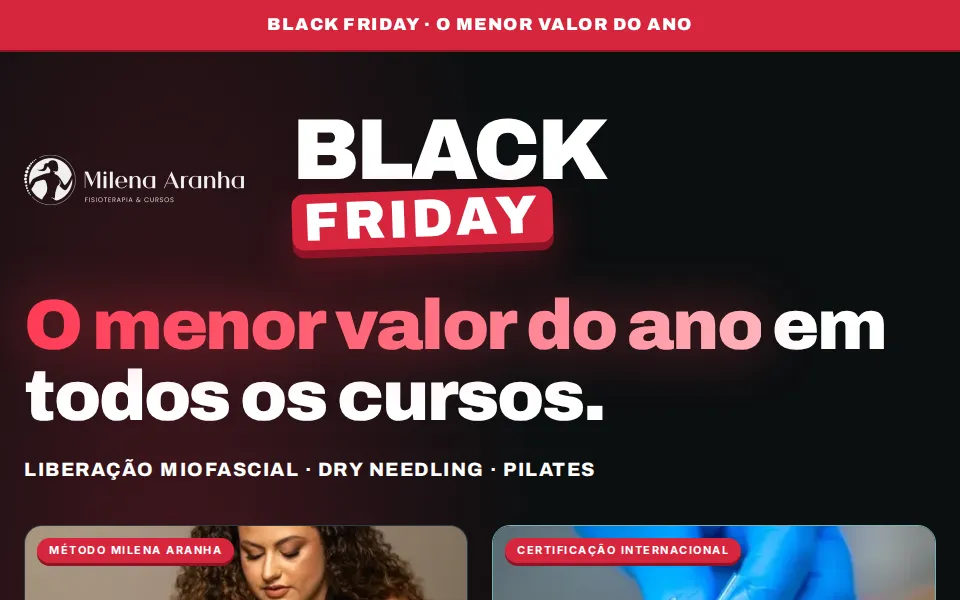 BLACK FRIDAY · O MENOR VALOR DO ANO
Milena Aranha
FISIOTERAPIA & CURSOS
BLACK
FRIDAY
O menor valor do ano em
todos os cursos.
LIBERAÇÃO MIOFASCIAL · DRY NEEDLING · PILATES
MÉTODO MILENA ARANHA
CERTIFICAÇÃO INTERNACIONAL